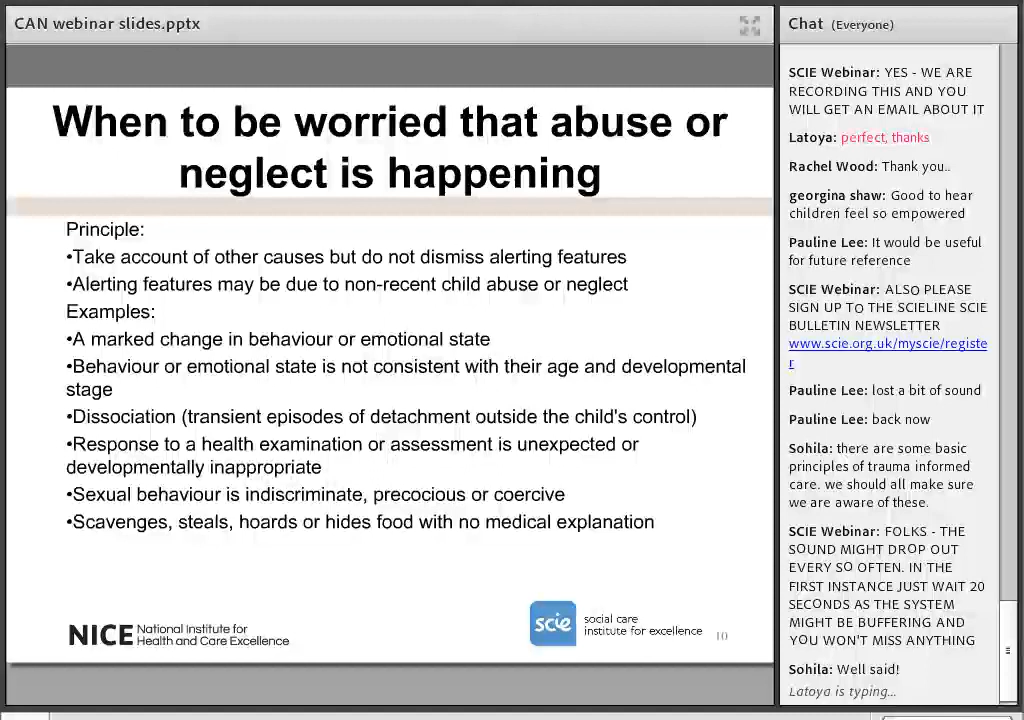 CAN webinar slides.pptx
When to be worried that abuse or
neglect is happening
Principle:
•Take account of other causes but do not dismiss alerting features
•Alerting features may be due to non-recent child abuse or neglect
Examples:
•A marked change in behaviour or emotional state
•Behaviour or emotional state is not consistent with their age and developmental
stage
•Dissociation (transient episodes of detachment outside the child's control)
•Response to a health examination or assessment is unexpected or
developmentally inappropriate
•Sexual behaviour is indiscriminate, precocious or coercive
•Scavenges, steals, hoards or hides food with no medical explanation
NICE National Institute for
Health and Care Excellence
scie social care
institute for excellence
10
Chat (Everyone)
SCIE Webinar: YES - WE ARE
RECORDING THIS AND YOU
WILL GET AN EMAIL ABOUT IT
Latoya: perfect, thanks
Rachel Wood: Thank you..
georgina shaw: Good to hear
children feel so empowered
Pauline Lee: It would be useful
for future reference
SCIE Webinar: ALSO PLEASE
SIGN UP TO THE SCIELINE SCIE
BULLETIN NEWSLETTER
www.scie.org.uk/myscie/registe
r
Pauline Lee: lost a bit of sound
Pauline Lee: back now
Sohila: there are some basic
principles of trauma informed
care. we should all make sure
we are aware of these.
SCIE Webinar: FOLKS - THE
SOUND MIGHT DROP OUT
EVERY SO OFTEN. IN THE
FIRST INSTANCE JUST WAIT 20
SECONDS AS THE SYSTEM
MIGHT BE BUFFERING AND
YOU WON'T MISS ANYTHING
Sohila: Well said!
Latoya is typing...